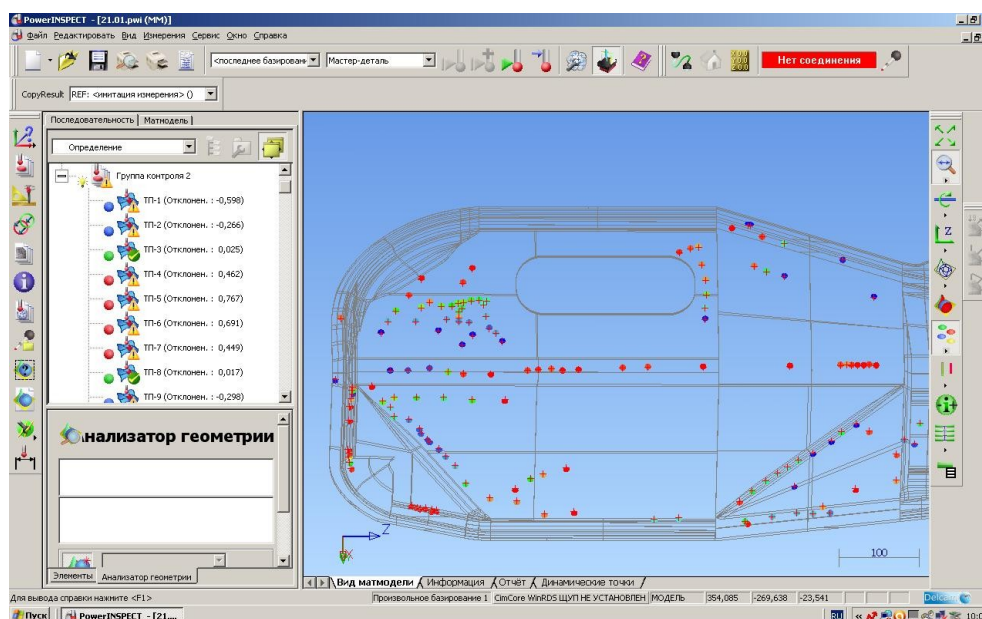 PowerINSPECT - [21.01.pwi (MM)]
Файл Редактировать Вид Измерения Сервис Окно Справка
<последнее базирован Мастер-деталь Нет соединения
CopyResult REF: <имитация измерения> ()
Последовательность Матмодель
Определение
Группа контроля 2
ТП-1 (Отклонен. : -0,598)
ТП-2 (Отклонен. : -0,266)
ТП-3 (Отклонен. : 0,025)
ТП-4 (Отклонен. : 0,462)
ТП-5 (Отклонен. : 0,767)
ТП-6 (Отклонен. : 0,691)
ТП-7 (Отклонен. : 0,449)
ТП-8 (Отклонен. : 0,017)
ТП-9 (Отклонен. : -0,298)
нализатор геометрии
Элементы Анализатор геометрии
Z
X
100
Z
Вид матмодели Информация Отчёт Динамические точки
Для вывода справки нажмите <F1>
Произвольное базирование 1 CimCore WinRDS ЩУП НЕ УСТАНОВЛЕН МОДЕЛЬ 354,085 -269,638 -23,541 Delcam
Пуск PowerINSPECT - [21.... RU 10:0